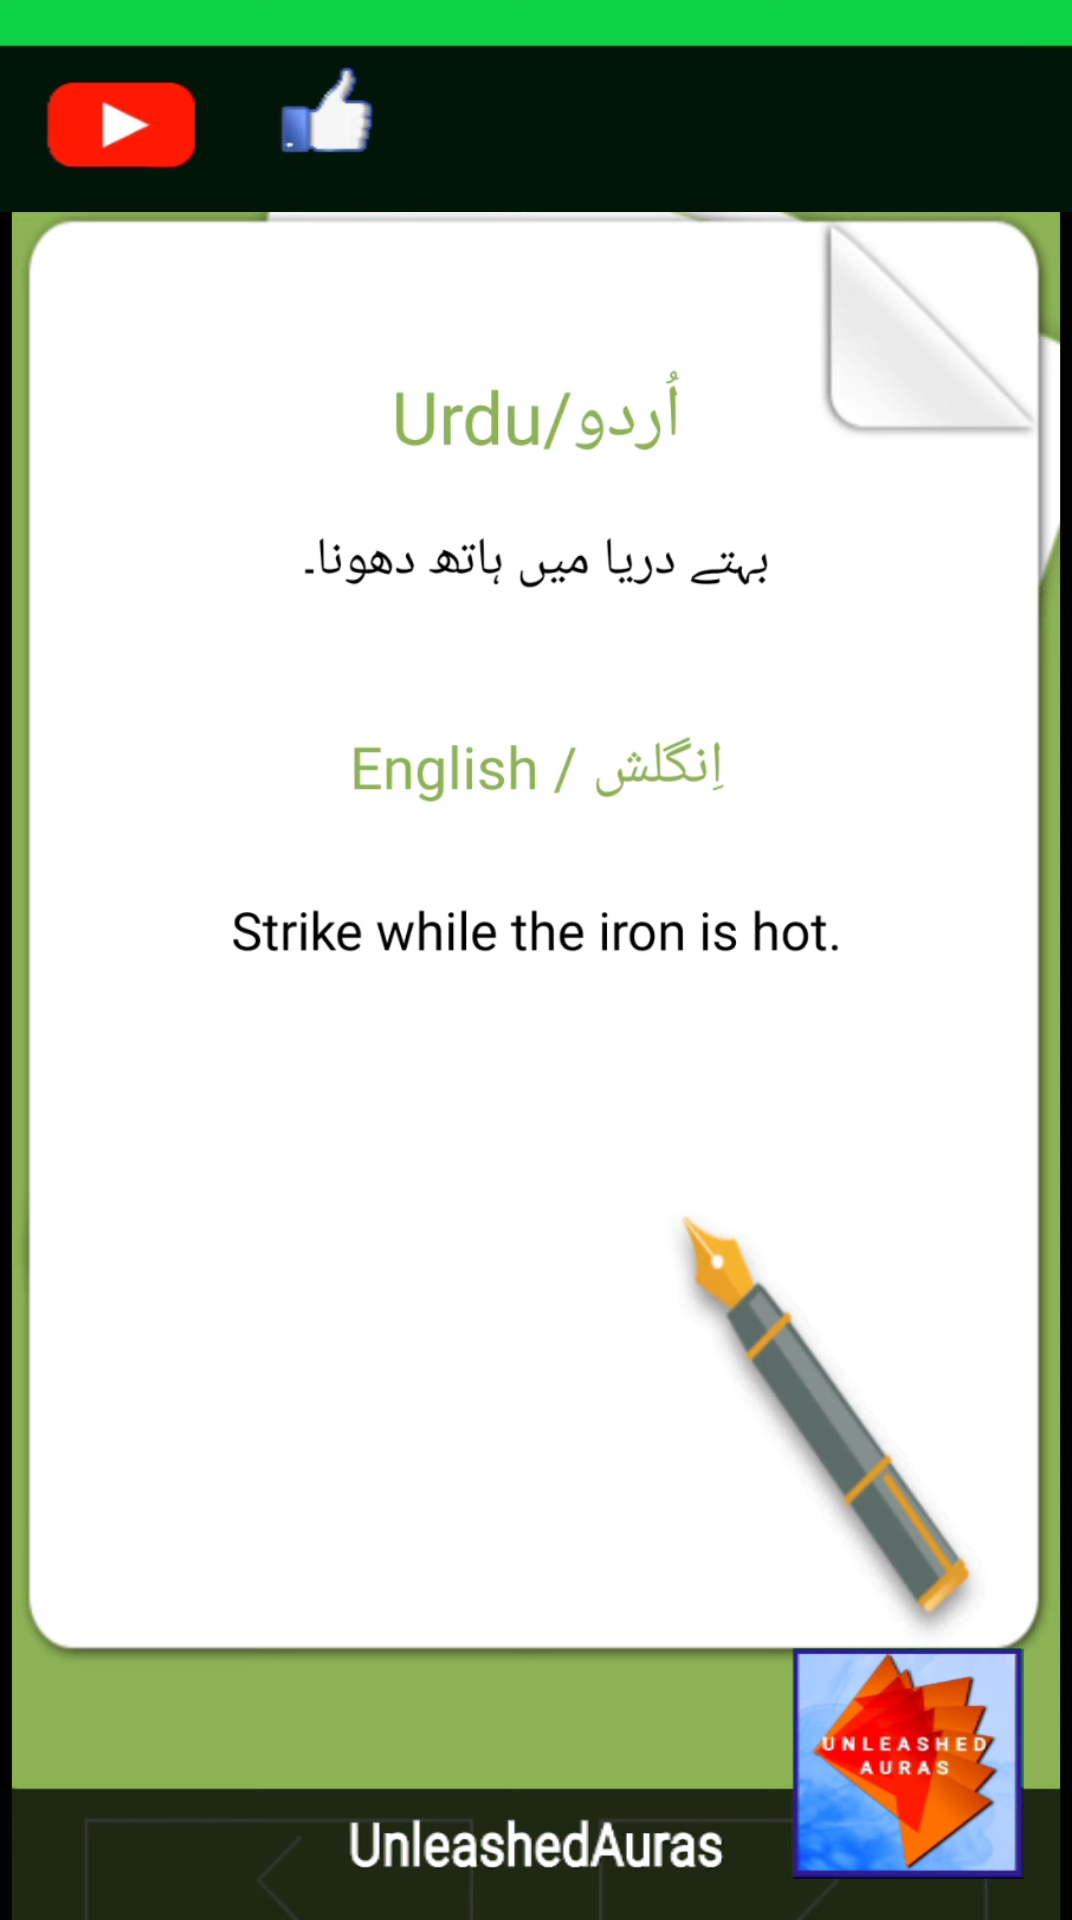 Urdu/اُردو
بہتے دریا میں ہاتھ دھونا۔
English / اِنگلش
Strike while the iron is hot.
UNLEASHED
AURAS
UnleashedAuras